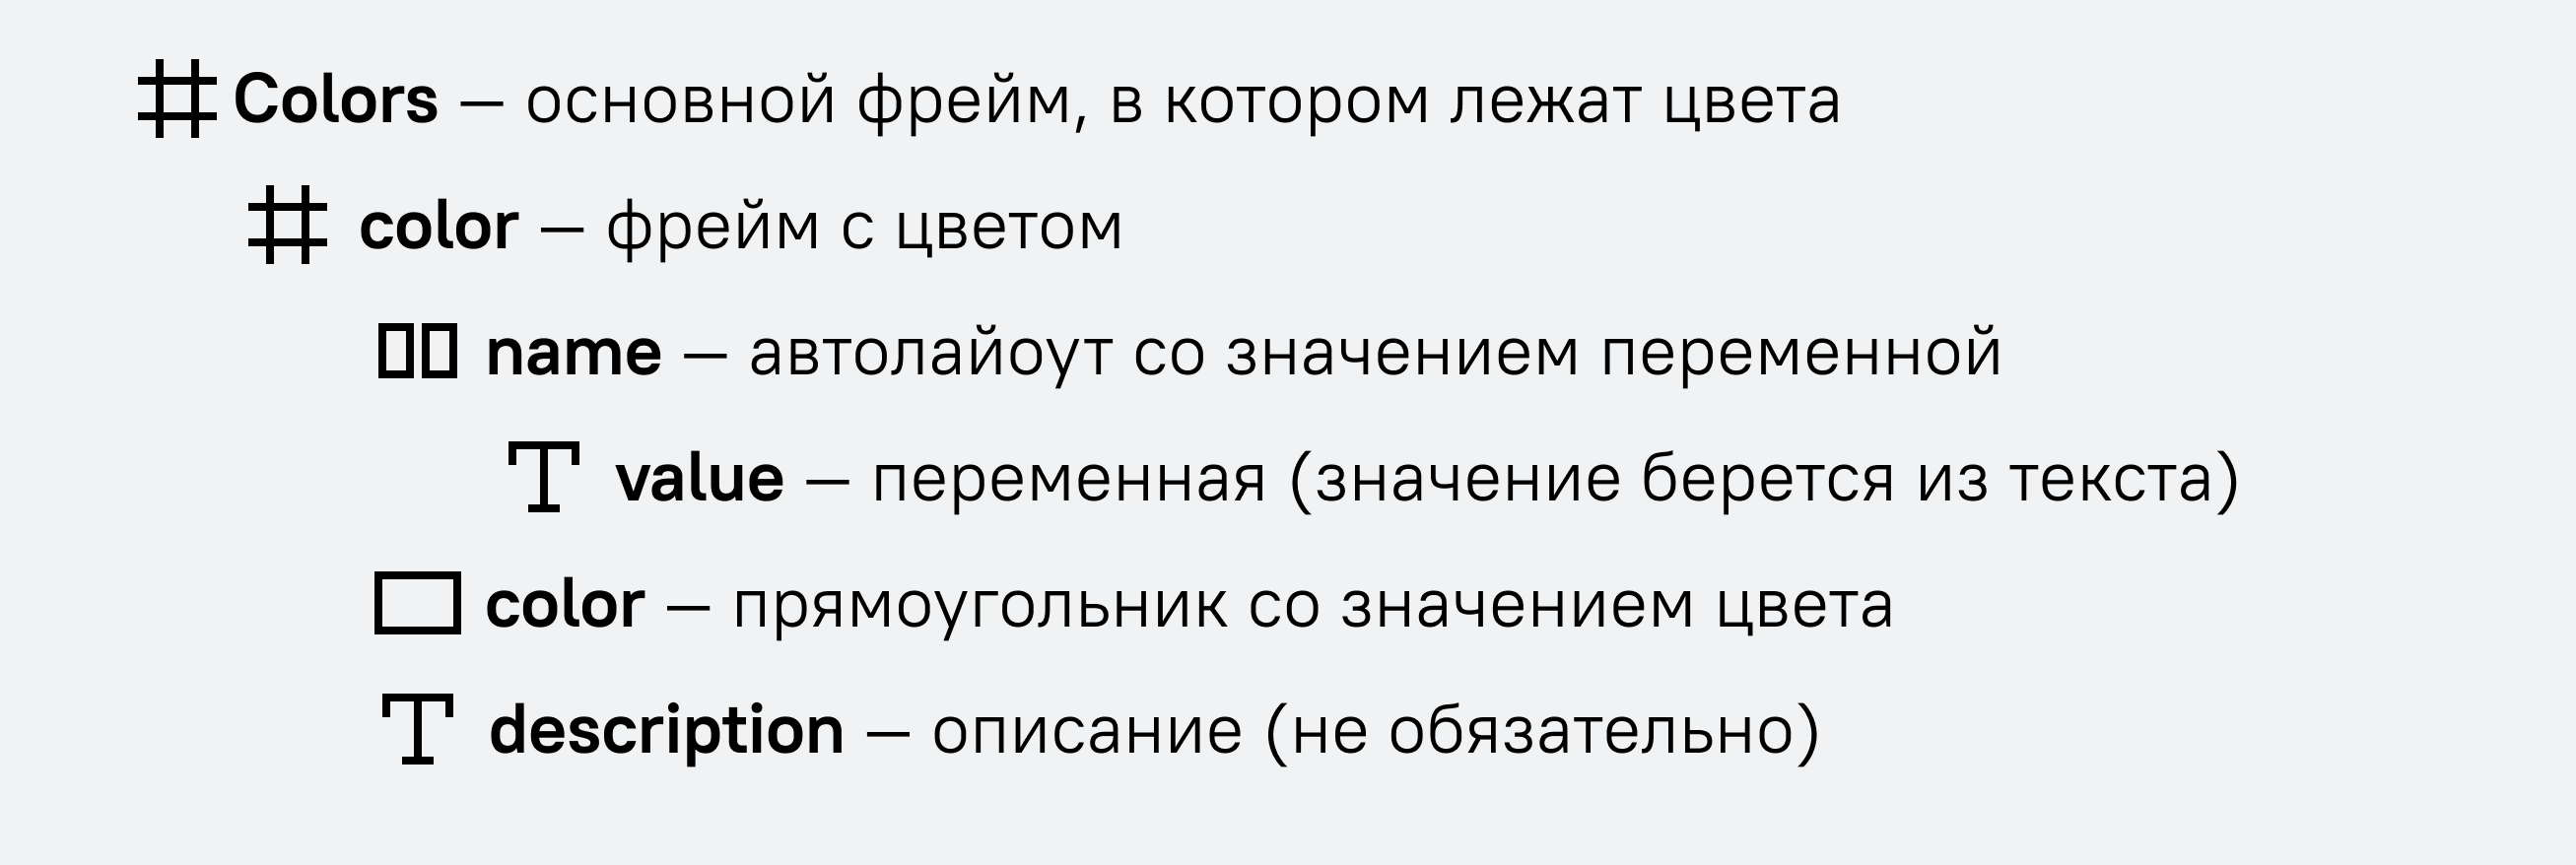 Colors — основной фрейм, в котором лежат цвета
color — фрейм с цветом
name — автолайоут со значением переменной
value — переменная (значение берется из текста)
color — прямоугольник со значением цвета
description — описание (не обязательно)